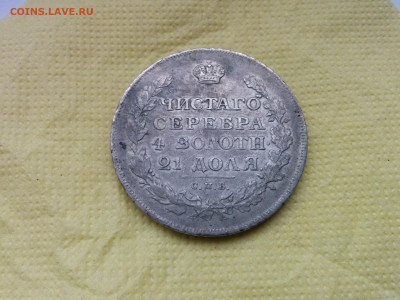 COINS.LAVE.RU
ЧИСТАГО
СЕРЕБРА
4 ЗОЛОТН
21 ДОЛЯ.
С.П.Б.